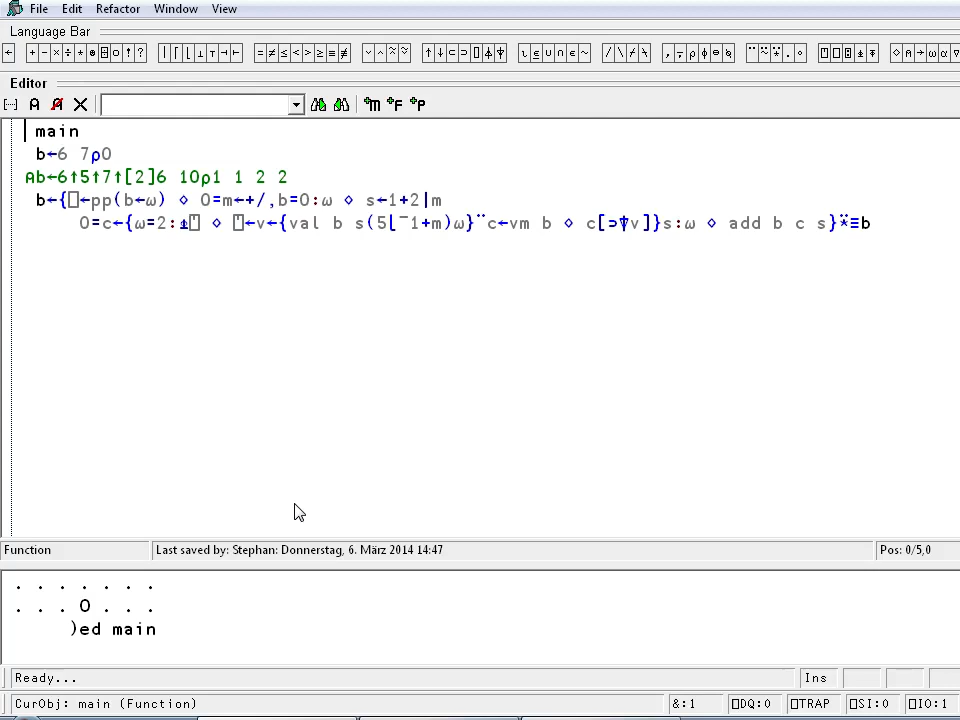 File Edit Refactor Window View
Language Bar
← + - × ÷ * ⍟ ⌹ ○ ! ? | ⌈ ⌊ ⊥ ⊤ ⊣ ⊢ = ≠ ≤ < > ≥ ≡ ≢ ∨ ∧ ⍲ ⍱ ↑ ↓ ⊂ ⊃ ⌷ ⍋ ⍒ ⍳ ⍷ ∪ ∩ ∊ ~ / \ ⌿ ⍀ , ⍪ ⍴ ⌽ ⊖ ⍉ ¨ ⍨ ⍣ . ∘ ⍞ ⎕ ⍠ ⍎ ⍕ ⋄ ⍝ → ⍵ ⍺ ∇
Editor
main
b←6 7⍴0
⍝b←6↑5↑7↑[2]6 10⍴1 1 2 2
b←{⎕←pp(b←⍵) ⋄ 0=m←+/,b=0:⍵ ⋄ s←1+2|m
0=c←{⍵=2:⍎⍞ ⋄ ⍞←v←{val b s(5⌊¯1+m)⍵}¨c←vm b ⋄ c[⊃⍒v]}s:⍵ ⋄ add b c s}⍣≡b
Function Last saved by: Stephan: Donnerstag, 6. März 2014 14:47 Pos: 0/5,0
. . . . . . .
. . . O . . .
)ed main
Ready... Ins
CurObj: main (Function) &:1 ⎕DQ:0 ⎕TRAP ⎕SI:0 ⎕IO:1